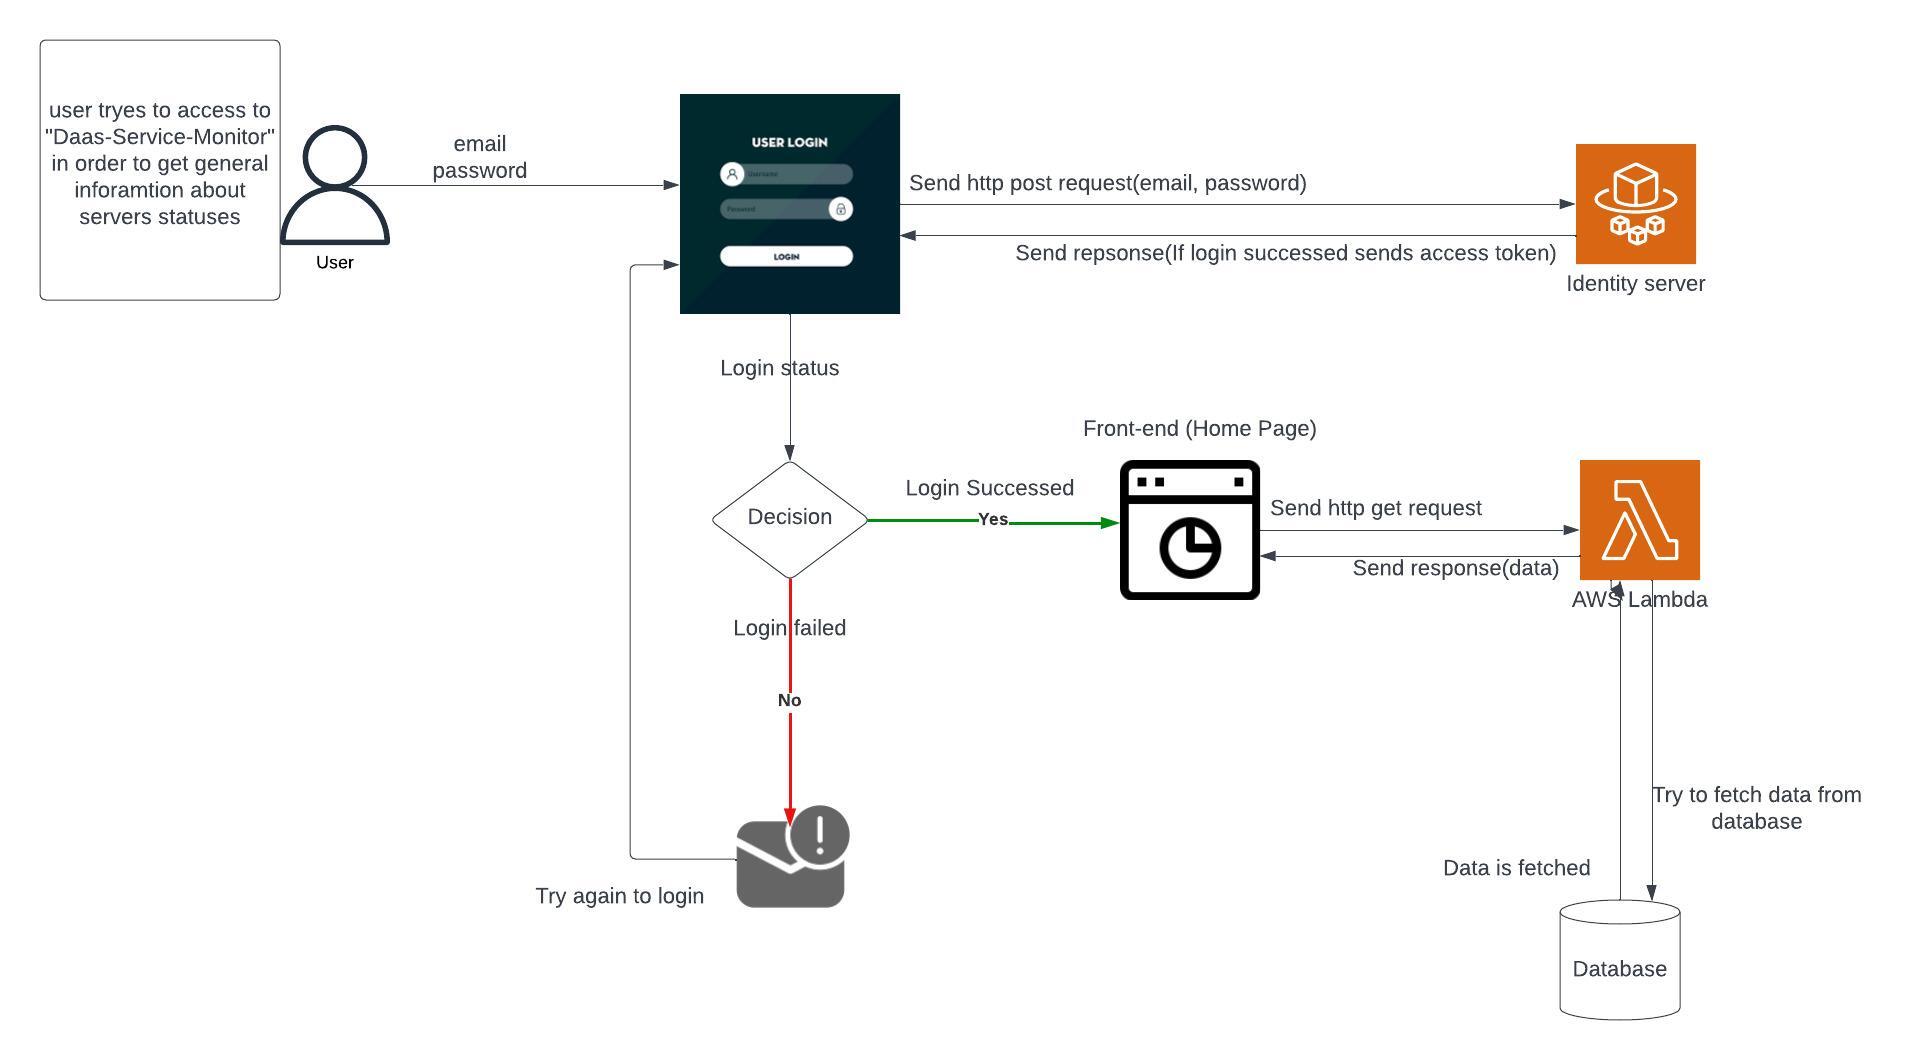 user tryes to access to
"Daas-Service-Monitor"
in order to get general
inforamtion about
servers statuses
User
email
password
USER LOGIN
Username
Password
LOGIN
Send http post request(email, password)
Send repsonse(If login successed sends access token)
Identity server
Login status
Decision
Login Successed
Yes
Front-end (Home Page)
Send http get request
Send response(data)
AWS Lambda
Login failed
No
Try again to login
Try to fetch data from
database
Data is fetched
Database